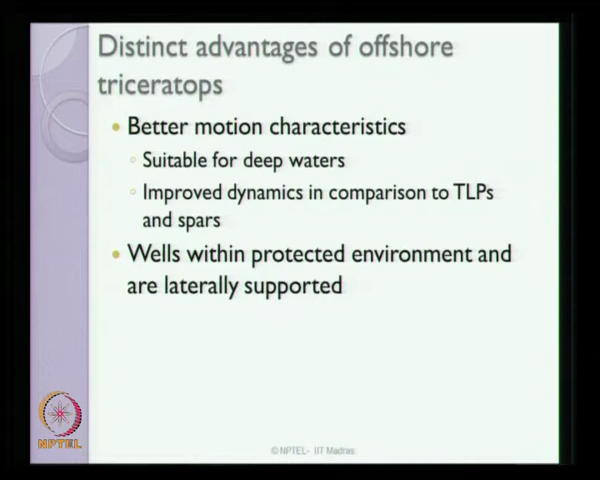 Distinct advantages of offshore
triceratops
Better motion characteristics
Suitable for deep waters
Improved dynamics in comparison to TLPs
and spars
Wells within protected environment and
are laterally supported
NPTEL
© NPTEL- IIT Madras